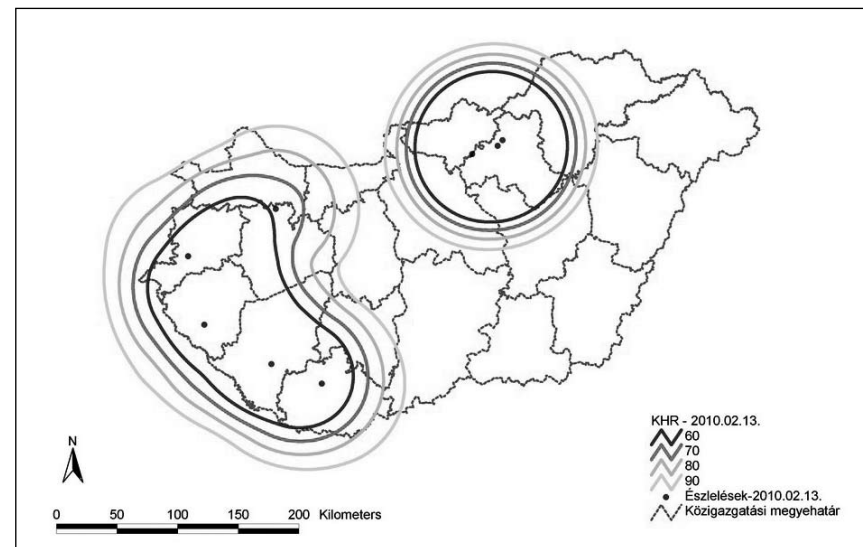 KHR - 2010.02.13.
60
70
80
90
Észlelések-2010.02.13.
Közigazgatási megyehatár
N
0 50 100 150 200 Kilometers